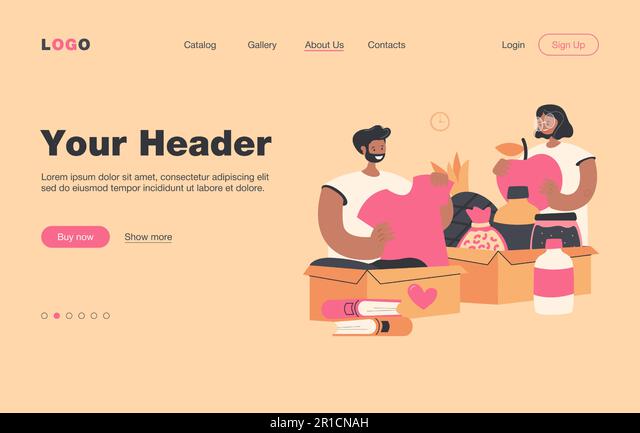 LOGO
Catalog
Gallery
About Us
Contacts
Login
Sign Up
Your Header
Lorem ipsum dolor sit amet, consectetur adipiscing elit,
sed do eiusmod tempor incididunt ut labore et dolore
magna aliqua.
Buy now
Show more
alamy
Image ID: 2R1CNAH
www.alamy.com